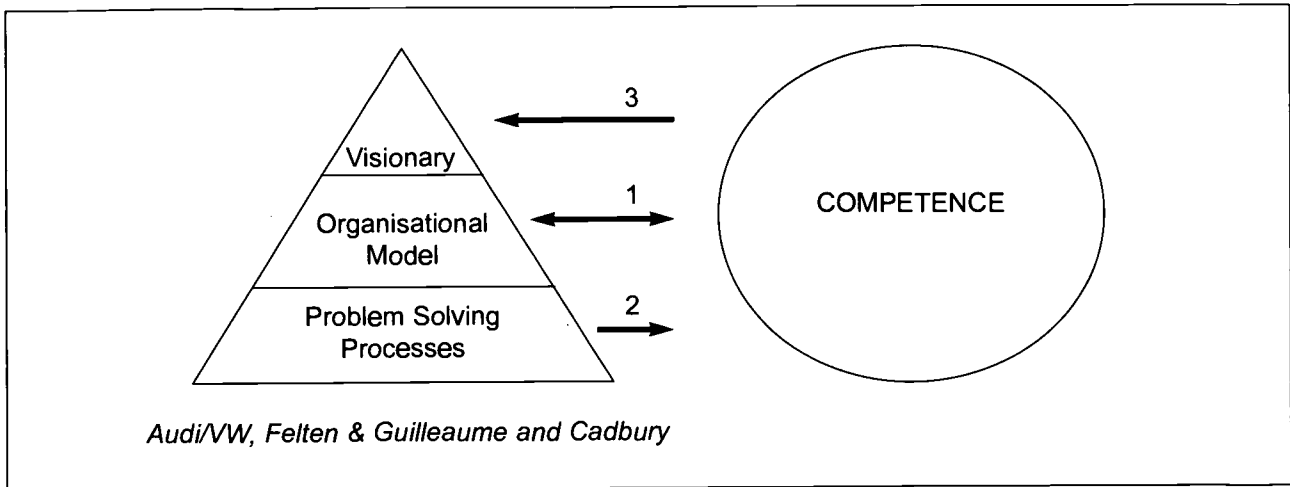 3
Visionary
1
Organisational
Model
COMPETENCE
2
Problem Solving
Processes
Audi/VW, Felten & Guilleaume and Cadbury